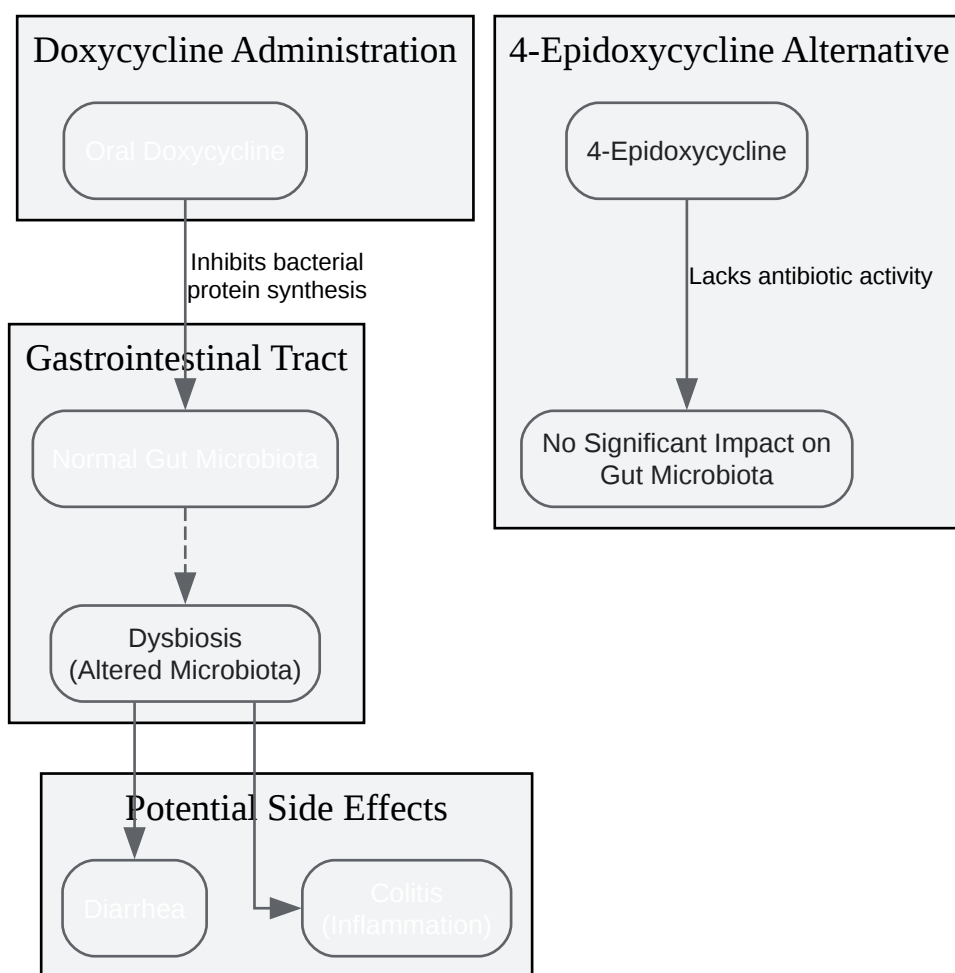 Doxycycline Administration
Oral Doxycycline
Inhibits bacterial
protein synthesis
Gastrointestinal Tract
Normal Gut Microbiota
Dysbiosis
(Altered Microbiota)
Potential Side Effects
Diarrhea
Colitis
(Inflammation)
4-Epidoxycycline Alternative
4-Epidoxycycline
Lacks antibiotic activity
No Significant Impact on
Gut Microbiota